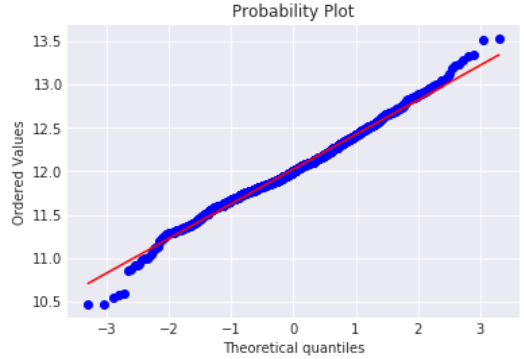 Probability Plot
13.5
13.0
12.5
12.0
11.5
11.0
10.5
Ordered Values
−3 −2 −1 0 1 2 3
Theoretical quantiles